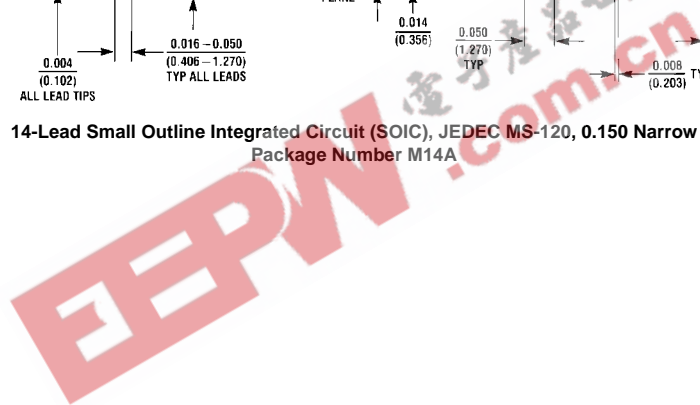 PLANE
0.014
(0.356)
0.050
(1.270)
TYP
0.016 – 0.050
(0.406 – 1.270)
TYP ALL LEADS
0.004
(0.102)
ALL LEAD TIPS
0.008
(0.203)
14-Lead Small Outline Integrated Circuit (SOIC), JEDEC MS-120, 0.150 Narrow
Package Number M14A
EEPW
.com.cn